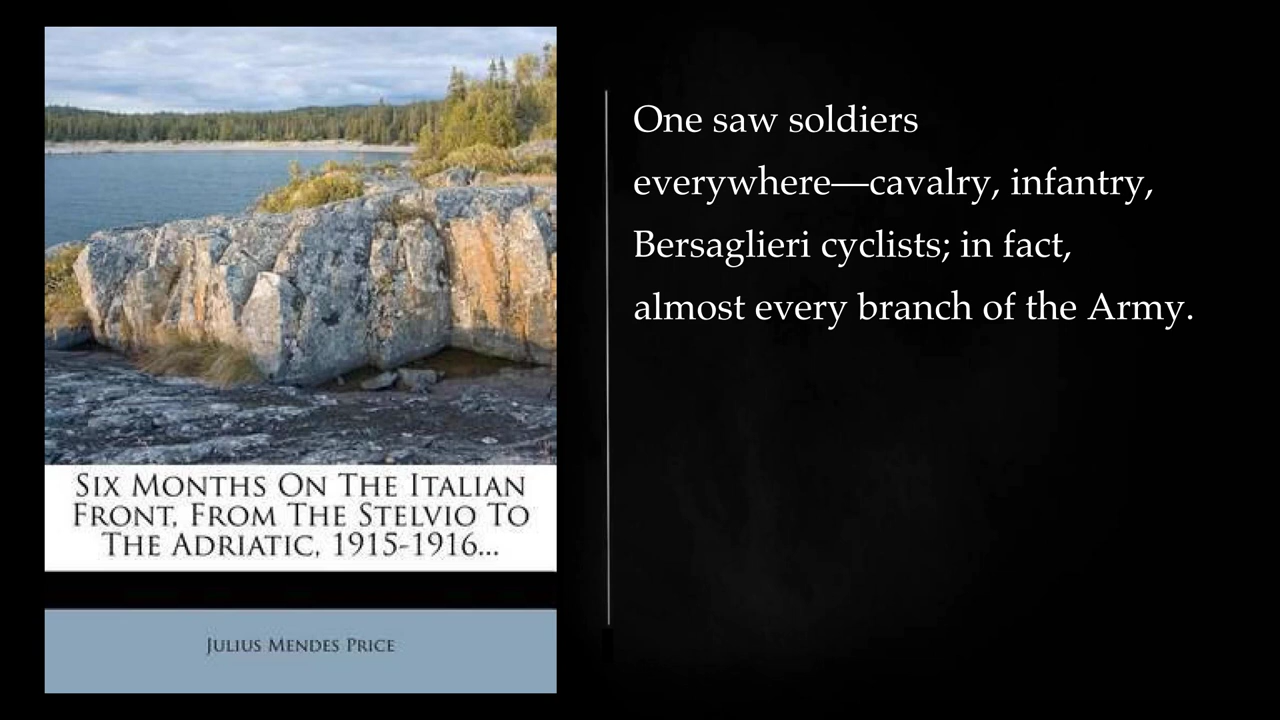 SIX MONTHS ON THE ITALIAN
FRONT, FROM THE STELVIO TO
THE ADRIATIC, 1915-1916...
JULIUS MENDES PRICE
One saw soldiers
everywhere—cavalry, infantry,
Bersaglieri cyclists; in fact,
almost every branch of the Army.